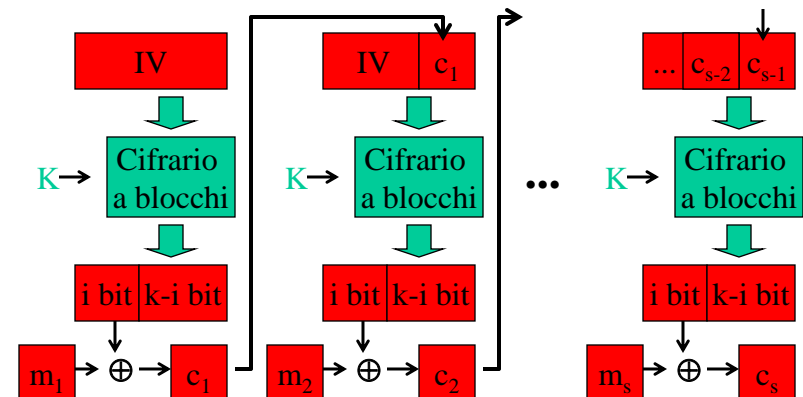 IV
IV c₁
... cₛ₋₂ cₛ₋₁
K Cifrario a blocchi
K Cifrario a blocchi
...
K Cifrario a blocchi
i bit k-i bit
i bit k-i bit
i bit k-i bit
m₁ ⊕ c₁
m₂ ⊕ c₂
mₛ ⊕ cₛ